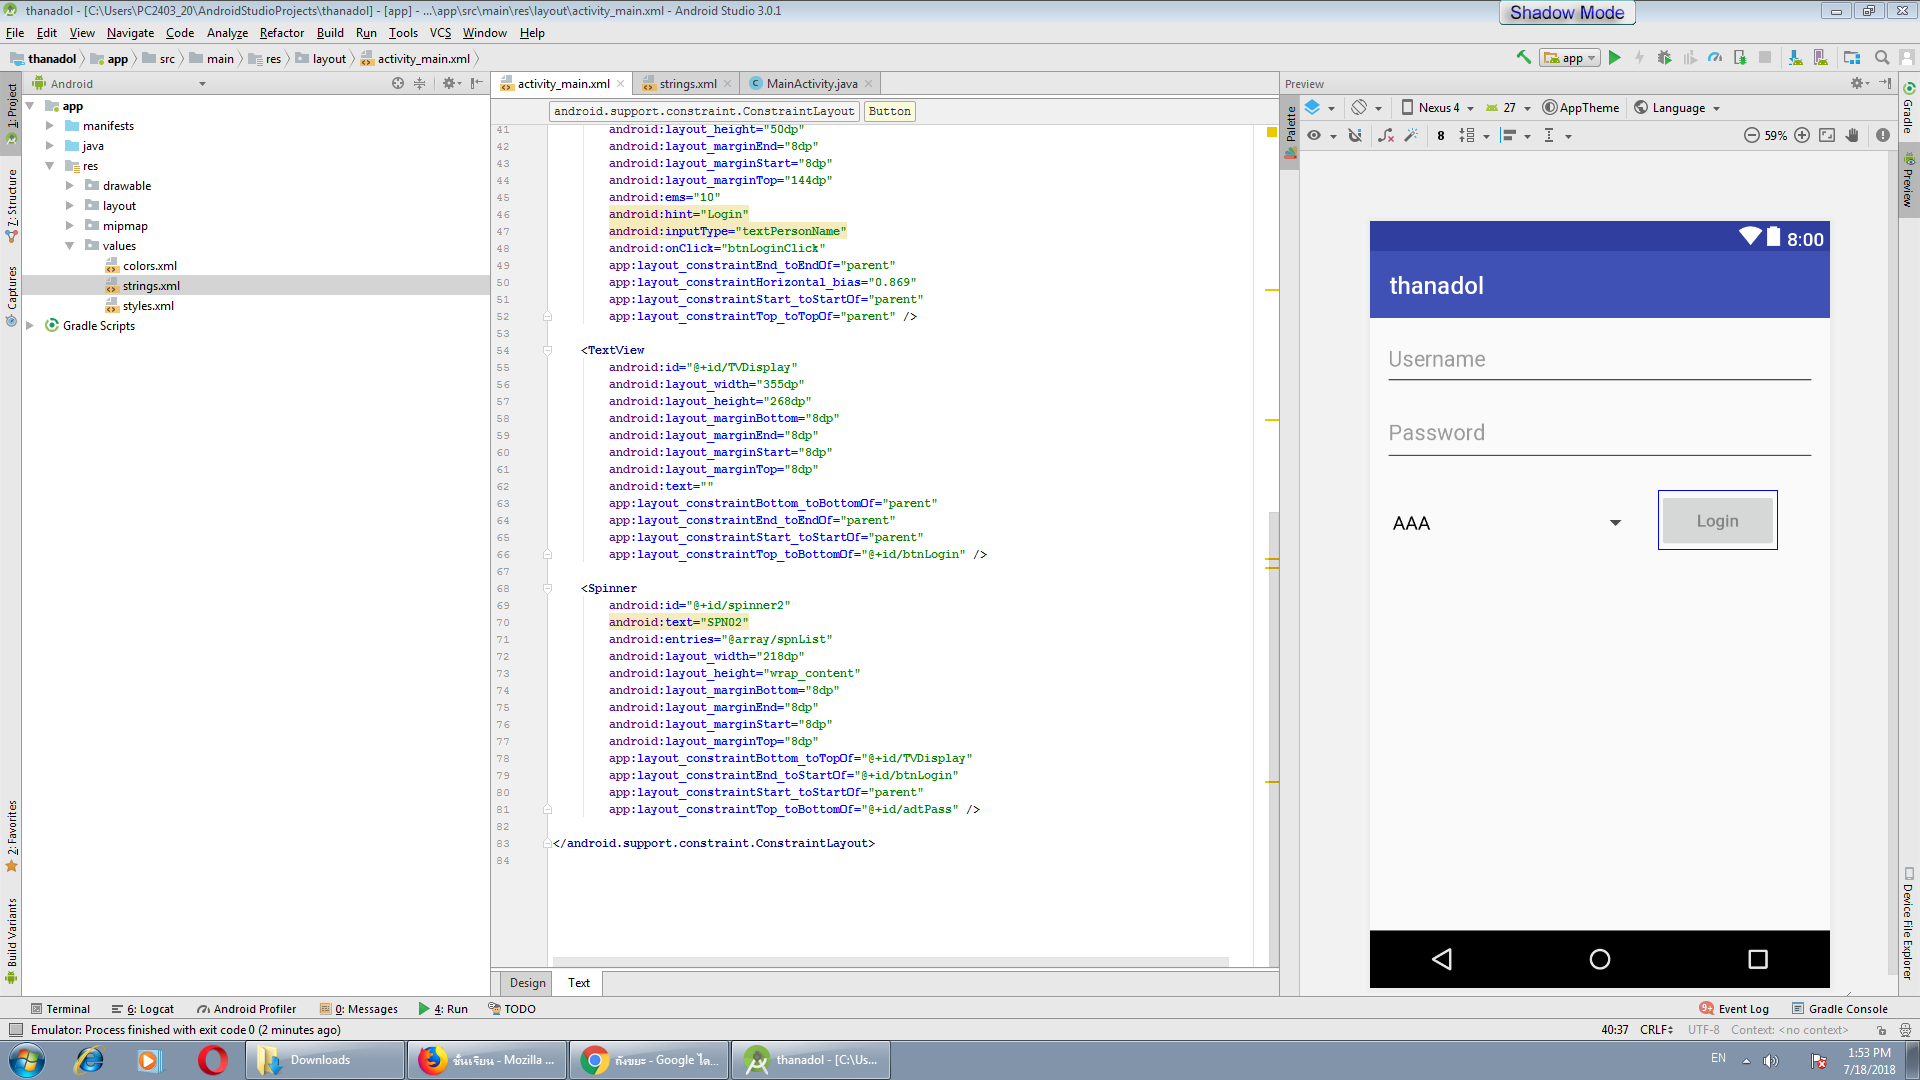 thanadol - [C:\Users\PC2403_20\AndroidStudioProjects\thanadol] - [app] - ...\app\src\main\res\layout\activity_main.xml - Android Studio 3.0.1
Shadow Mode
File Edit View Navigate Code Analyze Refactor Build Run Tools VCS Window Help
thanadol app src main res layout activity_main.xml
app
Android
activity_main.xml strings.xml MainActivity.java
Preview
android.support.constraint.ConstraintLayout Button
Nexus 4 27 AppTheme Language
8 59%
1: Project
7: Structure
Captures
2: Favorites
Build Variants
app
manifests
java
res
drawable
layout
mipmap
values
colors.xml
strings.xml
styles.xml
Gradle Scripts
41 android:layout_height="50dp"
42 android:layout_marginEnd="8dp"
43 android:layout_marginStart="8dp"
44 android:layout_marginTop="144dp"
45 android:ems="10"
46 android:hint="Login"
47 android:inputType="textPersonName"
48 android:onClick="btnLoginClick"
49 app:layout_constraintEnd_toEndOf="parent"
50 app:layout_constraintHorizontal_bias="0.869"
51 app:layout_constraintStart_toStartOf="parent"
52 app:layout_constraintTop_toTopOf="parent" />
53
54 <TextView
55 android:id="@+id/TVDisplay"
56 android:layout_width="355dp"
57 android:layout_height="268dp"
58 android:layout_marginBottom="8dp"
59 android:layout_marginEnd="8dp"
60 android:layout_marginStart="8dp"
61 android:layout_marginTop="8dp"
62 android:text=""
63 app:layout_constraintBottom_toBottomOf="parent"
64 app:layout_constraintEnd_toEndOf="parent"
65 app:layout_constraintStart_toStartOf="parent"
66 app:layout_constraintTop_toBottomOf="@+id/btnLogin" />
67
68 <Spinner
69 android:id="@+id/spinner2"
70 android:text="SPN02"
71 android:entries="@array/spnList"
72 android:layout_width="218dp"
73 android:layout_height="wrap_content"
74 android:layout_marginBottom="8dp"
75 android:layout_marginEnd="8dp"
76 android:layout_marginStart="8dp"
77 android:layout_marginTop="8dp"
78 app:layout_constraintBottom_toTopOf="@+id/TVDisplay"
79 app:layout_constraintEnd_toStartOf="@+id/btnLogin"
80 app:layout_constraintStart_toStartOf="parent"
81 app:layout_constraintTop_toBottomOf="@+id/adtPass" />
82
83 </android.support.constraint.ConstraintLayout>
84
Design Text
Palette
8:00
thanadol
Username
Password
AAA
Login
Gradle
Preview
Device File Explorer
Terminal 6: Logcat Android Profiler 0: Messages 4: Run TODO
9+ Event Log Gradle Console
Emulator: Process finished with exit code 0 (2 minutes ago)
40:37 CRLF UTF-8 Context: <no context>
Downloads
ชั้นเรียน - Mozilla ...
ถังขยะ - Google ได...
thanadol - [C:\Us...
EN
1:53 PM
7/18/2018